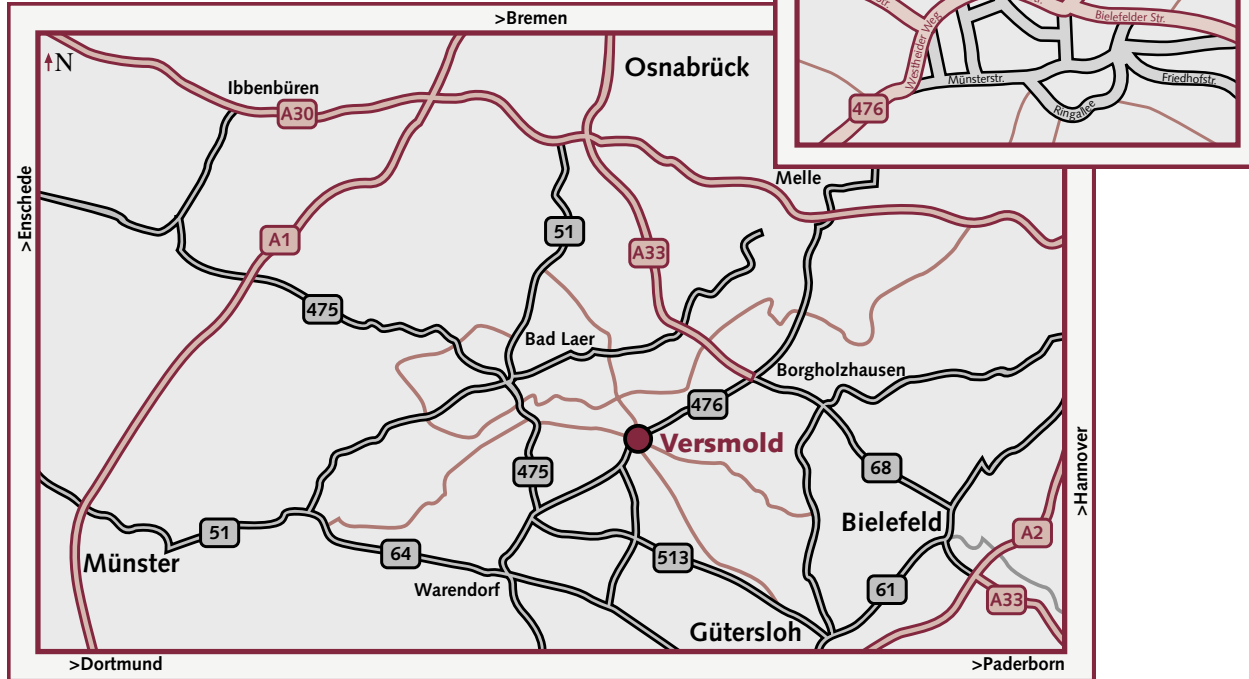 >Bremen
N
Osnabrück
Ibbenbüren
A30
Bielefelder Str.
Westheider Weg
Münsterstr.
Friedhofstr.
Ringallee
476
Melle
>Enschede
A1
51
A33
475
Bad Laer
Borgholzhausen
476
Versmold
475
68
>Hannover
Bielefeld
51
Münster
64
513
A2
Warendorf
61
A33
Gütersloh
>Dortmund
>Paderborn